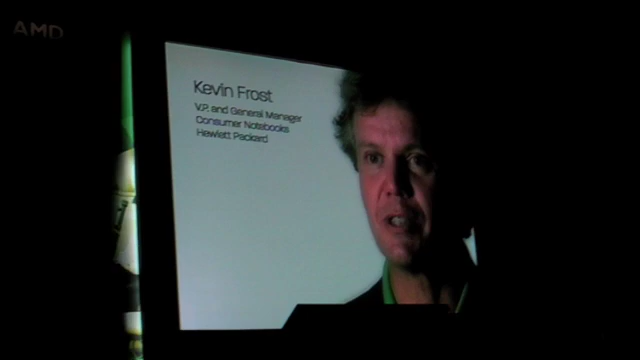 AMD
Kevin Frost
V.P. and General Manager
Consumer Notebooks
Hewlett Packard